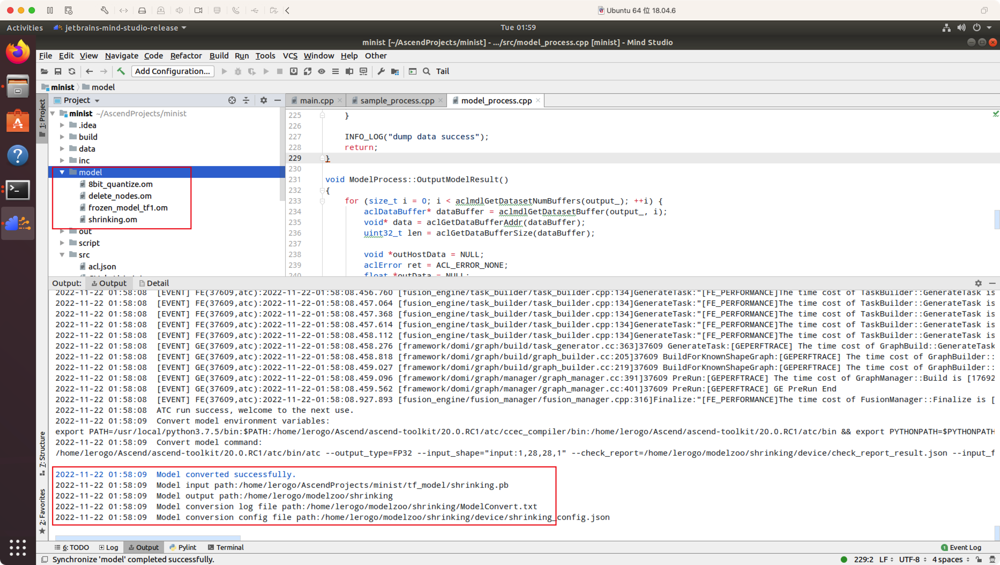 Ubuntu 64 位 18.04.6
Activities
jetbrains-mind-studio-release
Tue 01:59
minist [~/AscendProjects/minist] - .../src/model_process.cpp [minist] - Mind Studio
File Edit View Navigate Code Refactor Build Run Tools VCS Window Help Other
Add Configuration...
Tail
minist
model
Project
main.cpp
sample_process.cpp
model_process.cpp
1: Project
minist ~/AscendProjects/minist
.idea
build
data
inc
model
8bit_quantize.om
delete_nodes.om
frozen_model_tf1.om
shrinking.om
out
script
src
acl.json
225 }
226
227 INFO_LOG("dump data success");
228 return;
229 }
230
231 void ModelProcess::OutputModelResult()
232 {
233 for (size_t i = 0; i < aclmdlGetDatasetNumBuffers(output_); ++i) {
234 aclDataBuffer* dataBuffer = aclmdlGetDatasetBuffer(output_, i);
235 void* data = aclGetDataBufferAddr(dataBuffer);
236 uint32_t len = aclGetDataBufferSize(dataBuffer);
237
238 void *outHostData = NULL;
239 aclError ret = ACL_ERROR_NONE;
240 float *outData = NULL;
Output: Output Detail
2022-11-22 01:58:08 [EVENT] FE(37609,atc):2022-11-22-01:58:08.456.760 [fusion_engine/task_builder/task_builder.cpp:134]GenerateTask:"[FE_PERFORMANCE]The time cost of TaskBuilder::GenerateTask is
2022-11-22 01:58:08 [EVENT] FE(37609,atc):2022-11-22-01:58:08.457.064 [fusion_engine/task_builder/task_builder.cpp:134]GenerateTask:"[FE_PERFORMANCE]The time cost of TaskBuilder::GenerateTask is
2022-11-22 01:58:08 [EVENT] FE(37609,atc):2022-11-22-01:58:08.457.368 [fusion_engine/task_builder/task_builder.cpp:134]GenerateTask:"[FE_PERFORMANCE]The time cost of TaskBuilder::GenerateTask is
2022-11-22 01:58:08 [EVENT] FE(37609,atc):2022-11-22-01:58:08.457.614 [fusion_engine/task_builder/task_builder.cpp:134]GenerateTask:"[FE_PERFORMANCE]The time cost of TaskBuilder::GenerateTask is
2022-11-22 01:58:08 [EVENT] FE(37609,atc):2022-11-22-01:58:08.458.112 [fusion_engine/task_builder/task_builder.cpp:134]GenerateTask:"[FE_PERFORMANCE]The time cost of TaskBuilder::GenerateTask is
2022-11-22 01:58:08 [EVENT] GE(37609,atc):2022-11-22-01:58:08.458.276 [framework/domi/graph/build/task_generator.cc:363]37609 GenerateTask:[GEPERFTRACE] The time cost of GraphBuild::GenerateTask
2022-11-22 01:58:08 [EVENT] GE(37609,atc):2022-11-22-01:58:08.458.818 [framework/domi/graph/build/graph_builder.cc:205]37609 BuildForKnownShapeGraph:[GEPERFTRACE] The time cost of GraphBuilder::
2022-11-22 01:58:08 [EVENT] GE(37609,atc):2022-11-22-01:58:08.459.027 [framework/domi/graph/build/graph_builder.cc:219]37609 BuildForKnownShapeGraph:[GEPERFTRACE] The time cost of GraphBuilder::
2022-11-22 01:58:08 [EVENT] GE(37609,atc):2022-11-22-01:58:08.459.096 [framework/domi/graph/manager/graph_manager.cc:391]37609 PreRun:[GEPERFTRACE] The time cost of GraphManager::Build is [17692
2022-11-22 01:58:08 [EVENT] GE(37609,atc):2022-11-22-01:58:08.459.562 [framework/domi/graph/manager/graph_manager.cc:401]37609 PreRun:[GEPERFTRACE] GE PreRun End
2022-11-22 01:58:08 [EVENT] FE(37609,atc):2022-11-22-01:58:08.927.893 [fusion_engine/fusion_manager/fusion_manager.cpp:316]Finalize:"[FE_PERFORMANCE]The time cost of FusionManager::Finalize is [
2022-11-22 01:58:08 ATC run success, welcome to the next use.
2022-11-22 01:58:09 Convert model environment variables:
export PATH=/usr/local/python3.7.5/bin:$PATH:/home/lerogo/Ascend/ascend-toolkit/20.0.RC1/atc/ccec_compiler/bin:/home/lerogo/Ascend/ascend-toolkit/20.0.RC1/atc/bin && export PYTHONPATH=$PYTHONPATH
2022-11-22 01:58:09 Convert model command:
/home/lerogo/Ascend/ascend-toolkit/20.0.RC1/atc/bin/atc --output_type=FP32 --input_shape="input:1,28,28,1" --check_report=/home/lerogo/modelzoo/shrinking/device/check_report_result.json --input_f
2022-11-22 01:58:09 Model converted successfully.
2022-11-22 01:58:09 Model input path:/home/lerogo/AscendProjects/minist/tf_model/shrinking.pb
2022-11-22 01:58:09 Model output path:/home/lerogo/modelzoo/shrinking
2022-11-22 01:58:09 Model conversion log file path:/home/lerogo/modelzoo/shrinking/ModelConvert.txt
2022-11-22 01:58:09 Model conversion config file path:/home/lerogo/modelzoo/shrinking/device/shrinking_config.json
7: Structure
2: Favorites
6: TODO Log Output Pylint Terminal
1 Event Log
Synchronize 'model' completed successfully.
229:2 LF UTF-8 4 spaces